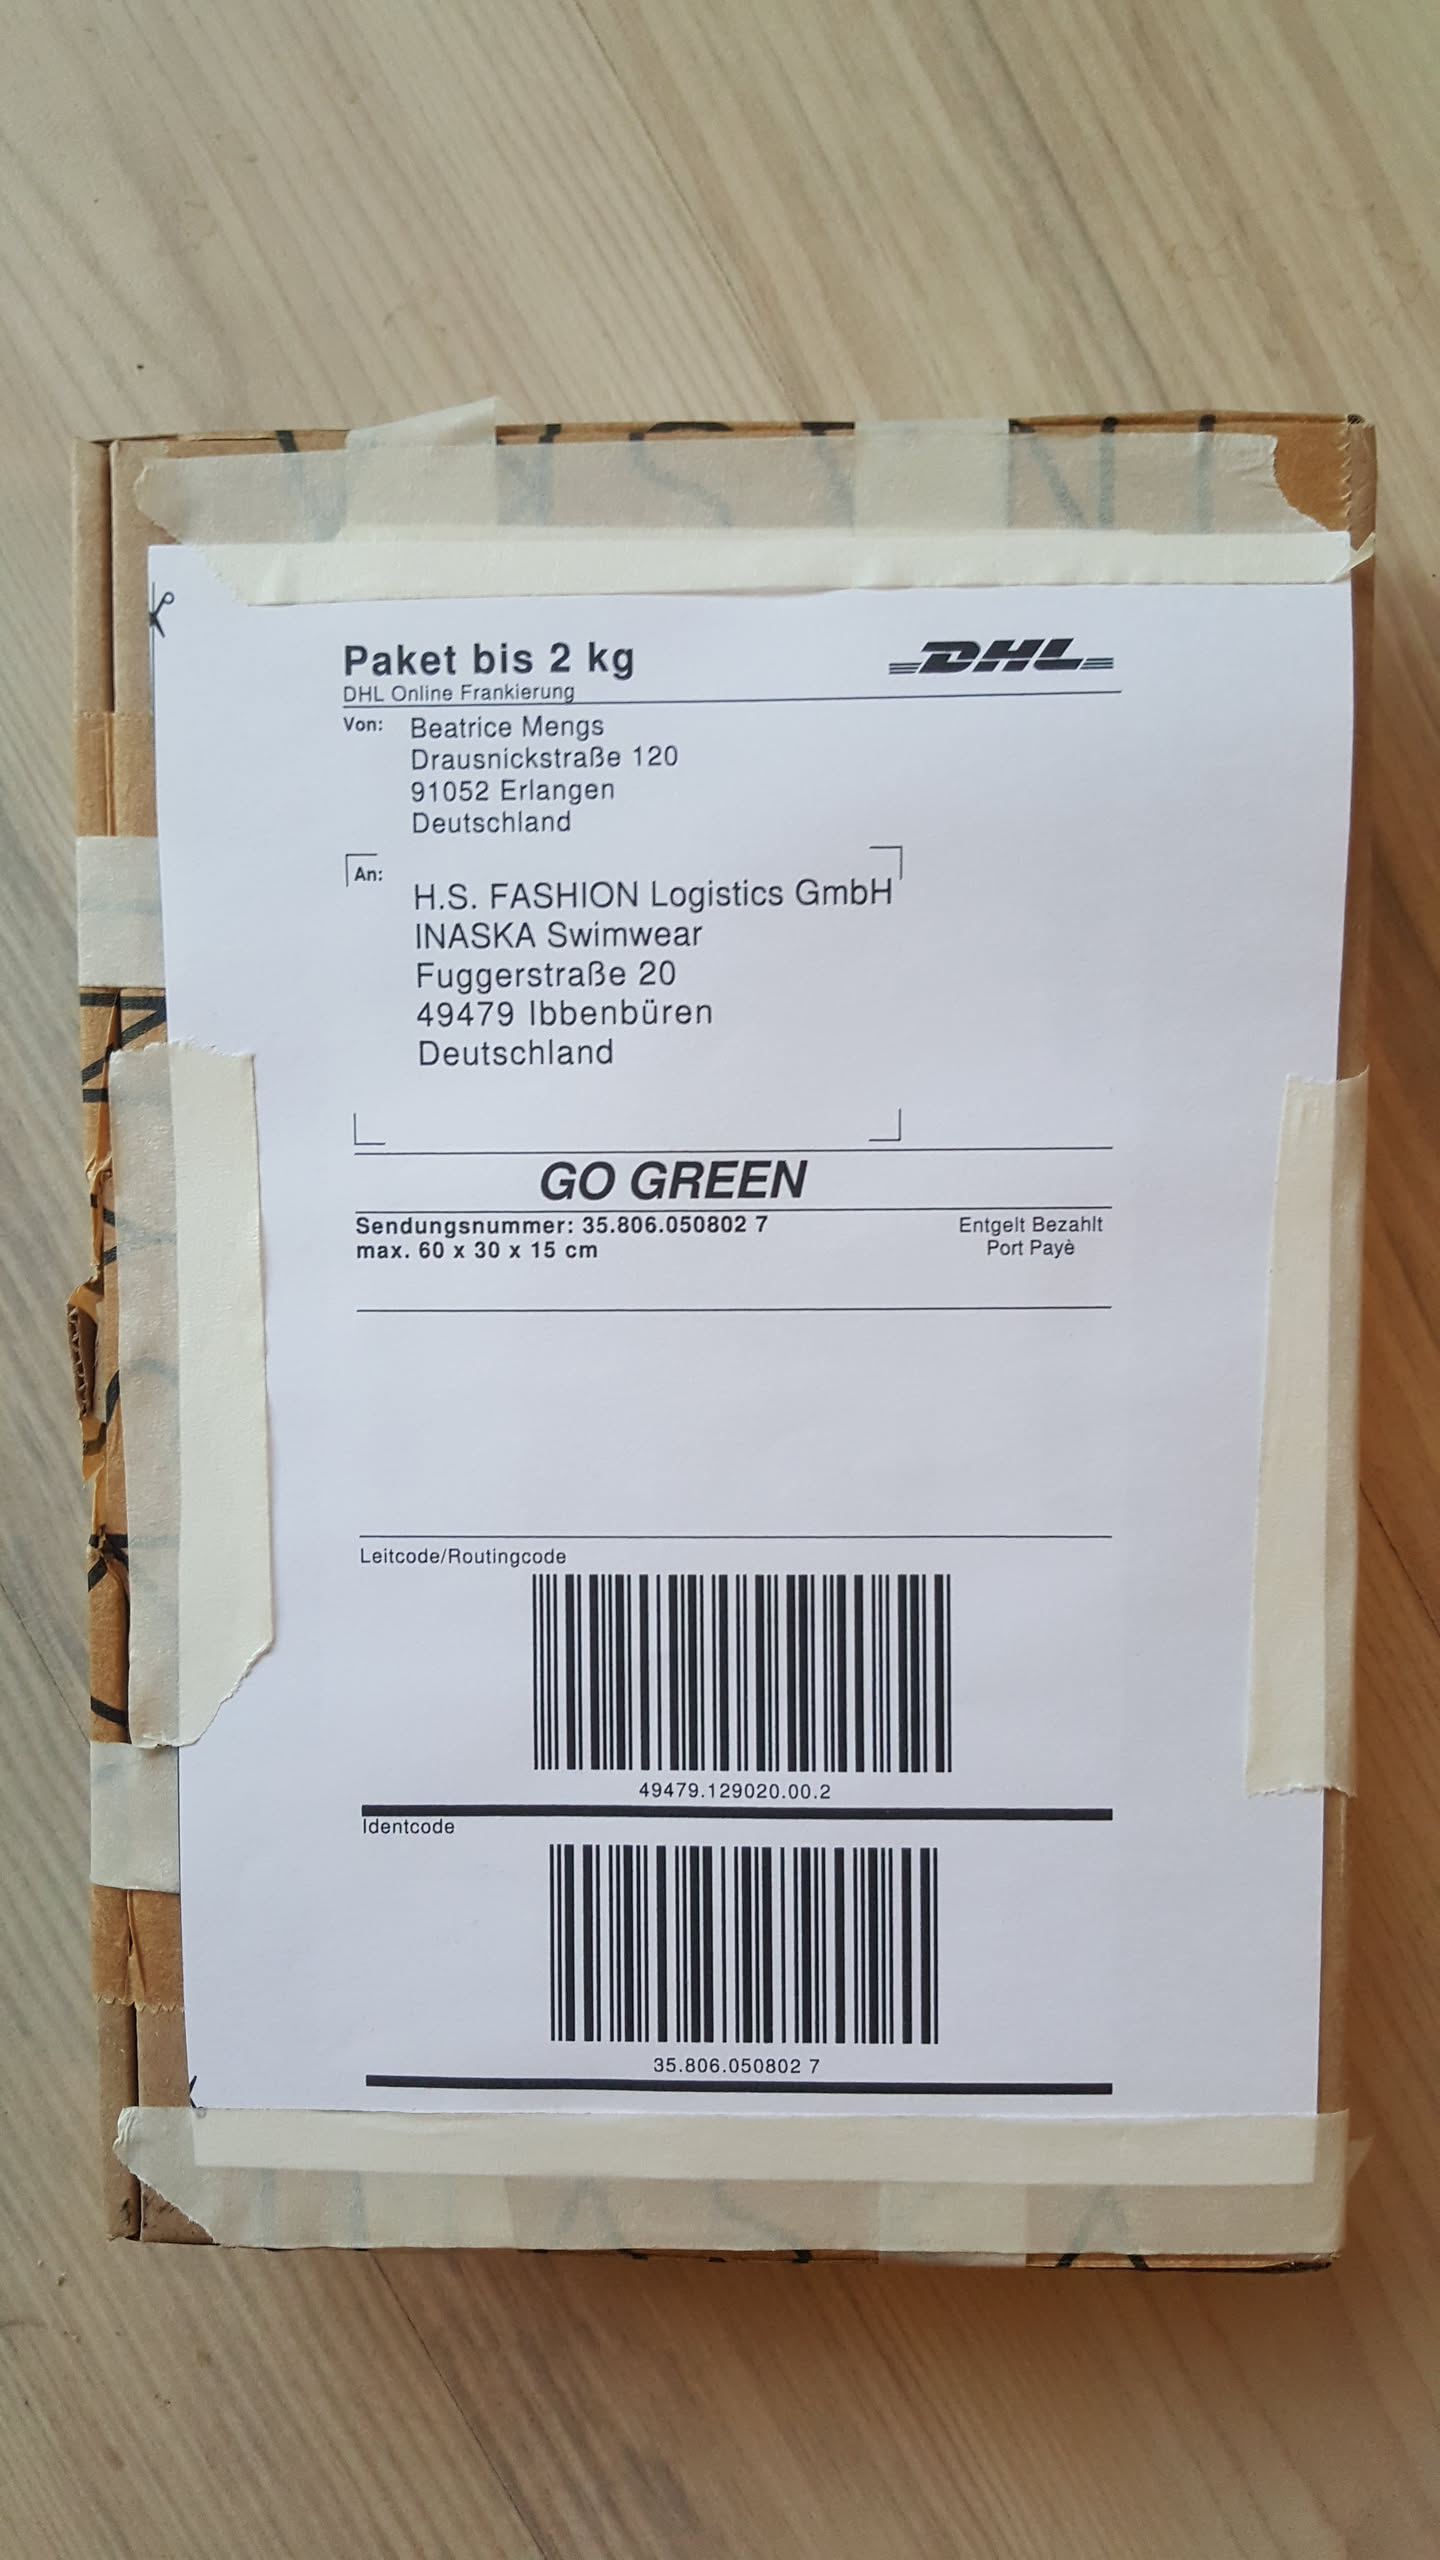 INASKA
Paket bis 2 kg
DHL
DHL Online Frankierung
Von: Beatrice Mengs
Drausnickstraße 120
91052 Erlangen
Deutschland
An:
H.S. FASHION Logistics GmbH
INASKA Swimwear
Fuggerstraße 20
49479 Ibbenbüren
Deutschland
GO GREEN
Sendungsnummer: 35.806.050802 7
max. 60 x 30 x 15 cm
Entgelt Bezahlt
Port Payè
Leitcode/Routingcode
49479.129020.00.2
Identcode
35.806.050802 7